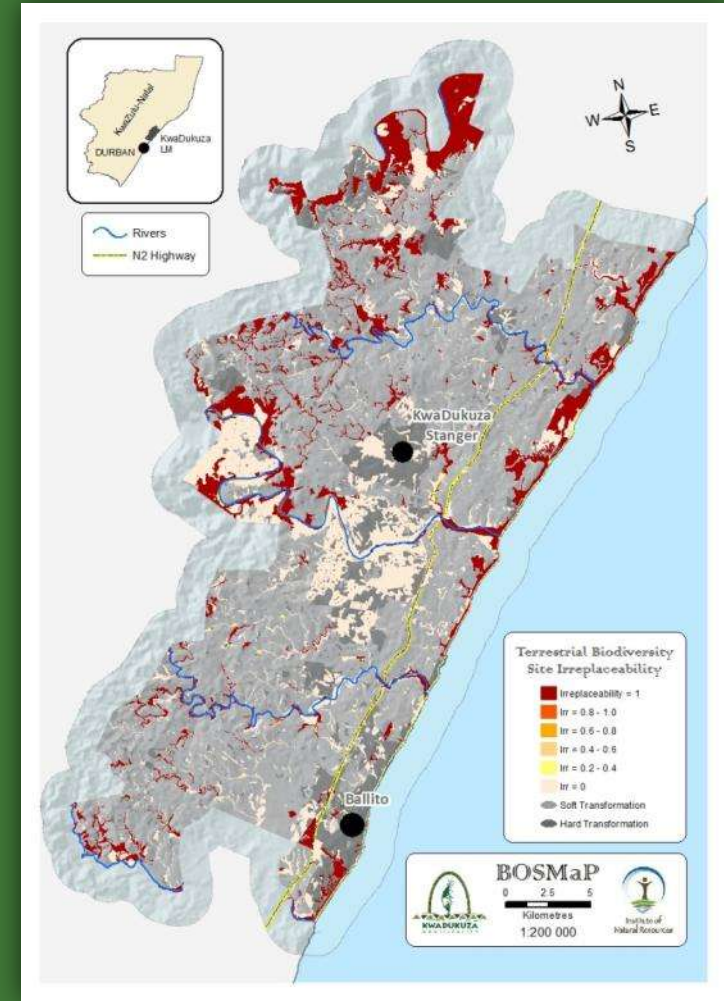 KwaZulu-Natal
DURBAN
KwaDukuza
LM
Rivers
N2 Highway
N
W
E
S
KwaDukuza
Stanger
Ballito
Terrestrial Biodiversity
Site Irreplaceability
Irreplaceability = 1
Irr = 0.8 - 1.0
Irr = 0.6 - 0.8
Irr = 0.4 - 0.6
Irr = 0.2 - 0.4
Irr = 0
Soft Transformation
Hard Transformation
BOSMaP
0 2.5 5
Kilometres
1:200 000
KWADUKUZA
MUNICIPALITY
Institute of
Natural Resources